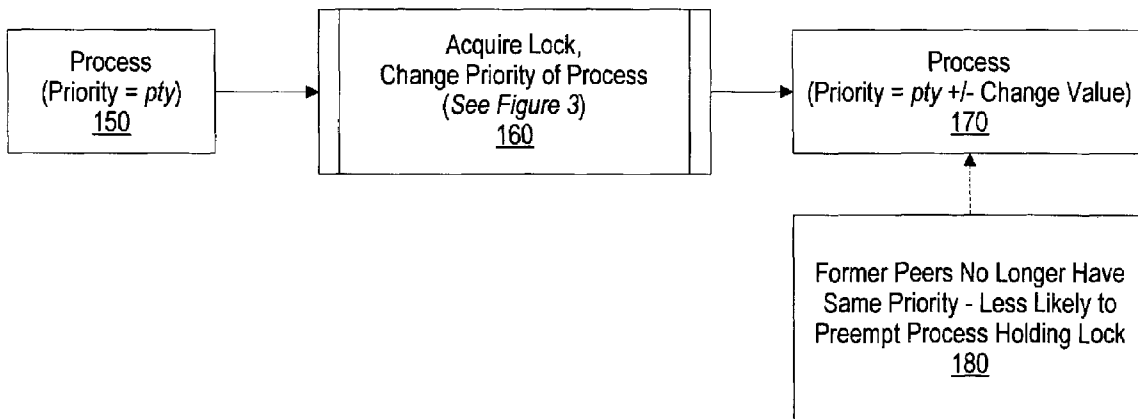 Process
(Priority = pty)
150
Acquire Lock,
Change Priority of Process
(See Figure 3)
160
Process
(Priority = pty +/- Change Value)
170
Former Peers No Longer Have
Same Priority - Less Likely to
Preempt Process Holding Lock
180